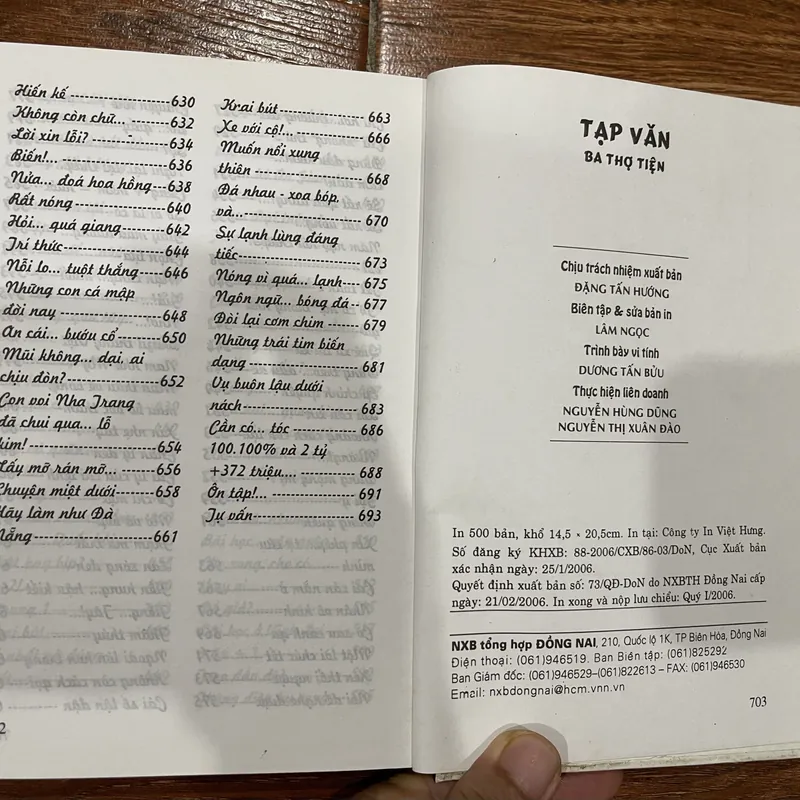 Hiến kế-----------------------630
Không còn chữ... ---------632
Lời xin lỗi?------------------634
Biến!... -----------------------636
Nửa... đoá hoa hồng--638
Rất nóng --------------------640
Hỏi... quá giang---------642
Tri thức----------------------644
Nỗi lo... tuột thắng-----646
Những con cá mập
đời nay ----------------------648
Ăn cái... bướu cổ--------650
Mũi không... dại, ai
chịu đòn?--------------------652
Con voi Nha Trang
đã chui qua... lỗ
kim!----------------------------654
Lấy mỡ rán mỡ... --------656
Chuyện miệt dưới--------658
Hãy làm như Đà
Nẵng---------------------------661
Krai bút--------------------- 663
Xe với cộ!... ---------------- 666
Muốn nổi xung
thiên ------------------------- 668
Đá nhau - xoa bóp,
và... --------------------------- 670
Sự lạnh lùng đáng
tiếc----------------------------673
Nóng vì quá... lạnh-----675
Ngôn ngữ... bóng đá-- 677
Đòi lại cơm chim -------- 679
Những trái tim biến
dạng -------------------------681
Vụ buôn lậu dưới
nách--------------------------683
Cần có... tóc --------------686
100.100% và 2 tỷ
+372 triệu.... -------------- 688
Ôn tập!... -------------------691
Tự vấn----------------------693
2
TẠP VĂN
BA THỢ TIỆN
Chịu trách nhiệm xuất bản
ĐẶNG TẤN HƯỚNG
Biên tập & sửa bản in
LÂM NGỌC
Trình bày vi tính
DƯƠNG TẤN BỬU
Thực hiện liên doanh
NGUYỄN HÙNG DŨNG
NGUYỄN THỊ XUÂN ĐÀO
In 500 bản, khổ 14,5 × 20,5cm. In tại: Công ty In Việt Hưng.
Số đăng ký KHXB: 88-2006/CXB/86-03/DoN, Cục Xuất bản
xác nhận ngày: 25/1/2006.
Quyết định xuất bản số: 73/QĐ-DoN do NXBTH Đồng Nai cấp
ngày: 21/02/2006. In xong và nộp lưu chiểu: Quý I/2006.
NXB tổng hợp ĐỒNG NAI, 210, Quốc lộ 1K, TP Biên Hòa, Đồng Nai
Điện thoại: (061)946519. Ban Biên tập: (061)825292
Ban Giám đốc: (061)946529–(061)822613 – FAX: (061)946530
Email: nxbdongnai@hcm.vnn.vn
703